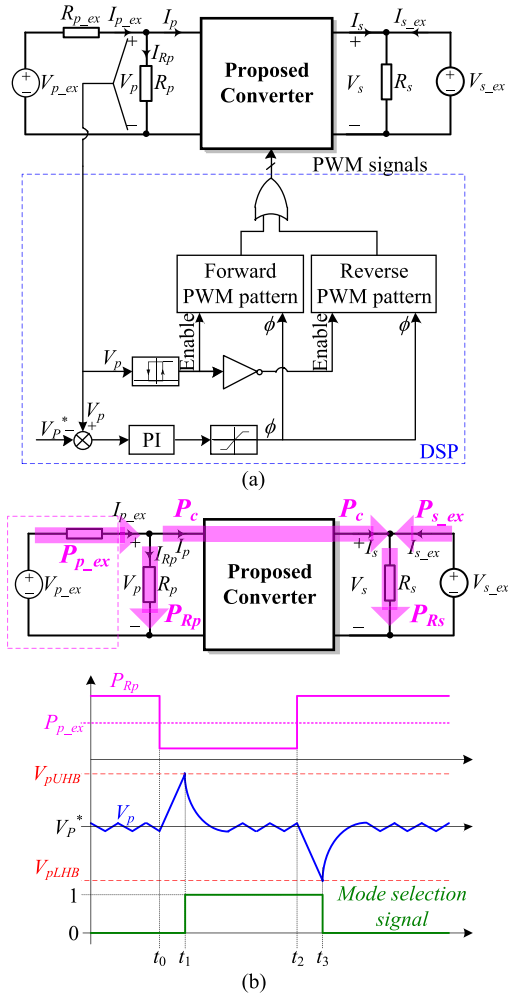 R_p_ex I_p_ex I_p I_s I_s_ex
I_Rp
V_p_ex V_p R_p Proposed Converter V_s R_s V_s_ex
PWM signals
Forward PWM pattern Reverse PWM pattern
Enable ϕ Enable ϕ
V_p
V_p
V_P* − + PI ϕ
DSP
(a)
I_p_ex P_c P_c P_s_ex
P_p_ex I_Rp I_p I_s I_s_ex
V_p_ex V_p R_p Proposed Converter V_s R_s V_s_ex
P_Rp P_Rs
P_Rp
P_p_ex
V_pUHB
V_P* V_p
V_pLHB
1 Mode selection
signal
0
t_0 t_1 t_2 t_3
(b)